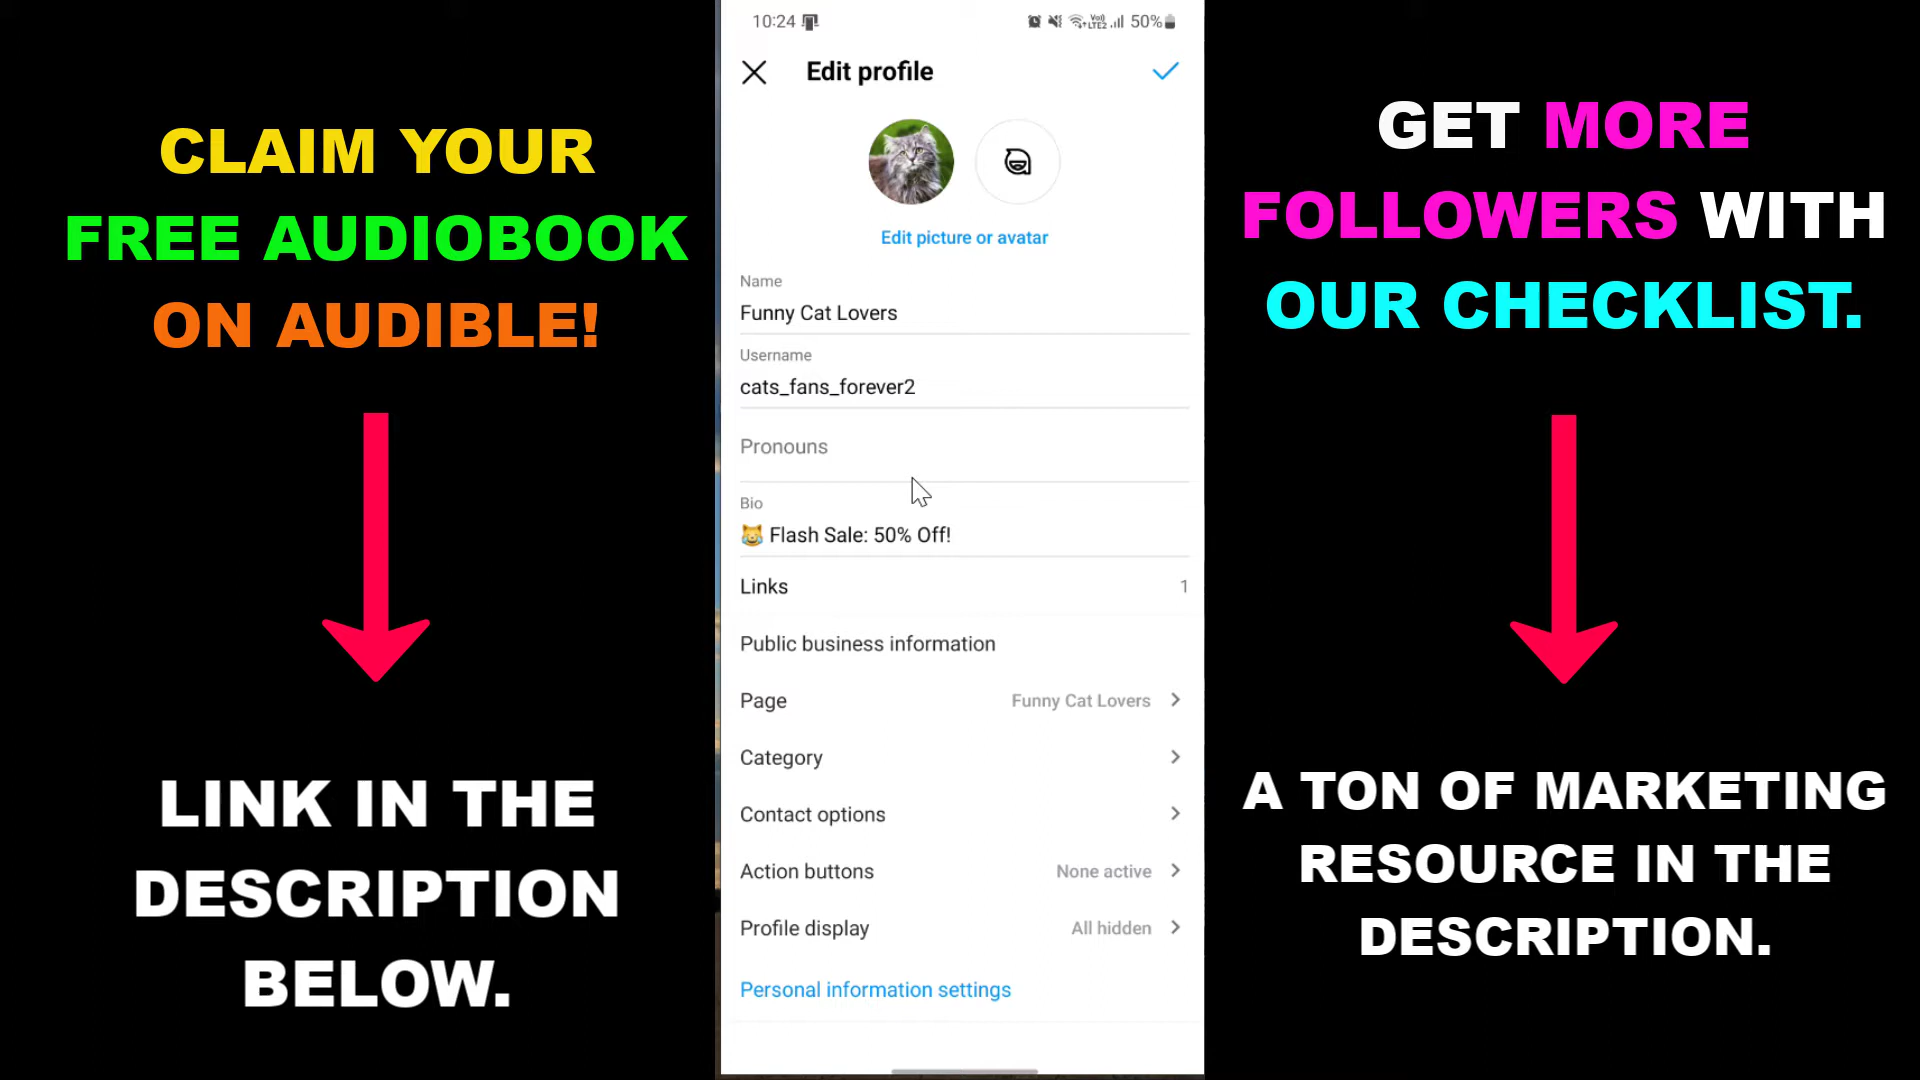 CLAIM YOUR
FREE AUDIOBOOK
ON AUDIBLE!
LINK IN THE
DESCRIPTION
BELOW.
10:24
Vo)) LTE2 50%
Edit profile
Edit picture or avatar
Name
Funny Cat Lovers
Username
cats_fans_forever2
Pronouns
Bio
😹 Flash Sale: 50% Off!
Links 1
Public business information
Page Funny Cat Lovers
Category
Contact options
Action buttons None active
Profile display All hidden
Personal information settings
GET MORE
FOLLOWERS WITH
OUR CHECKLIST.
A TON OF MARKETING
RESOURCE IN THE
DESCRIPTION.